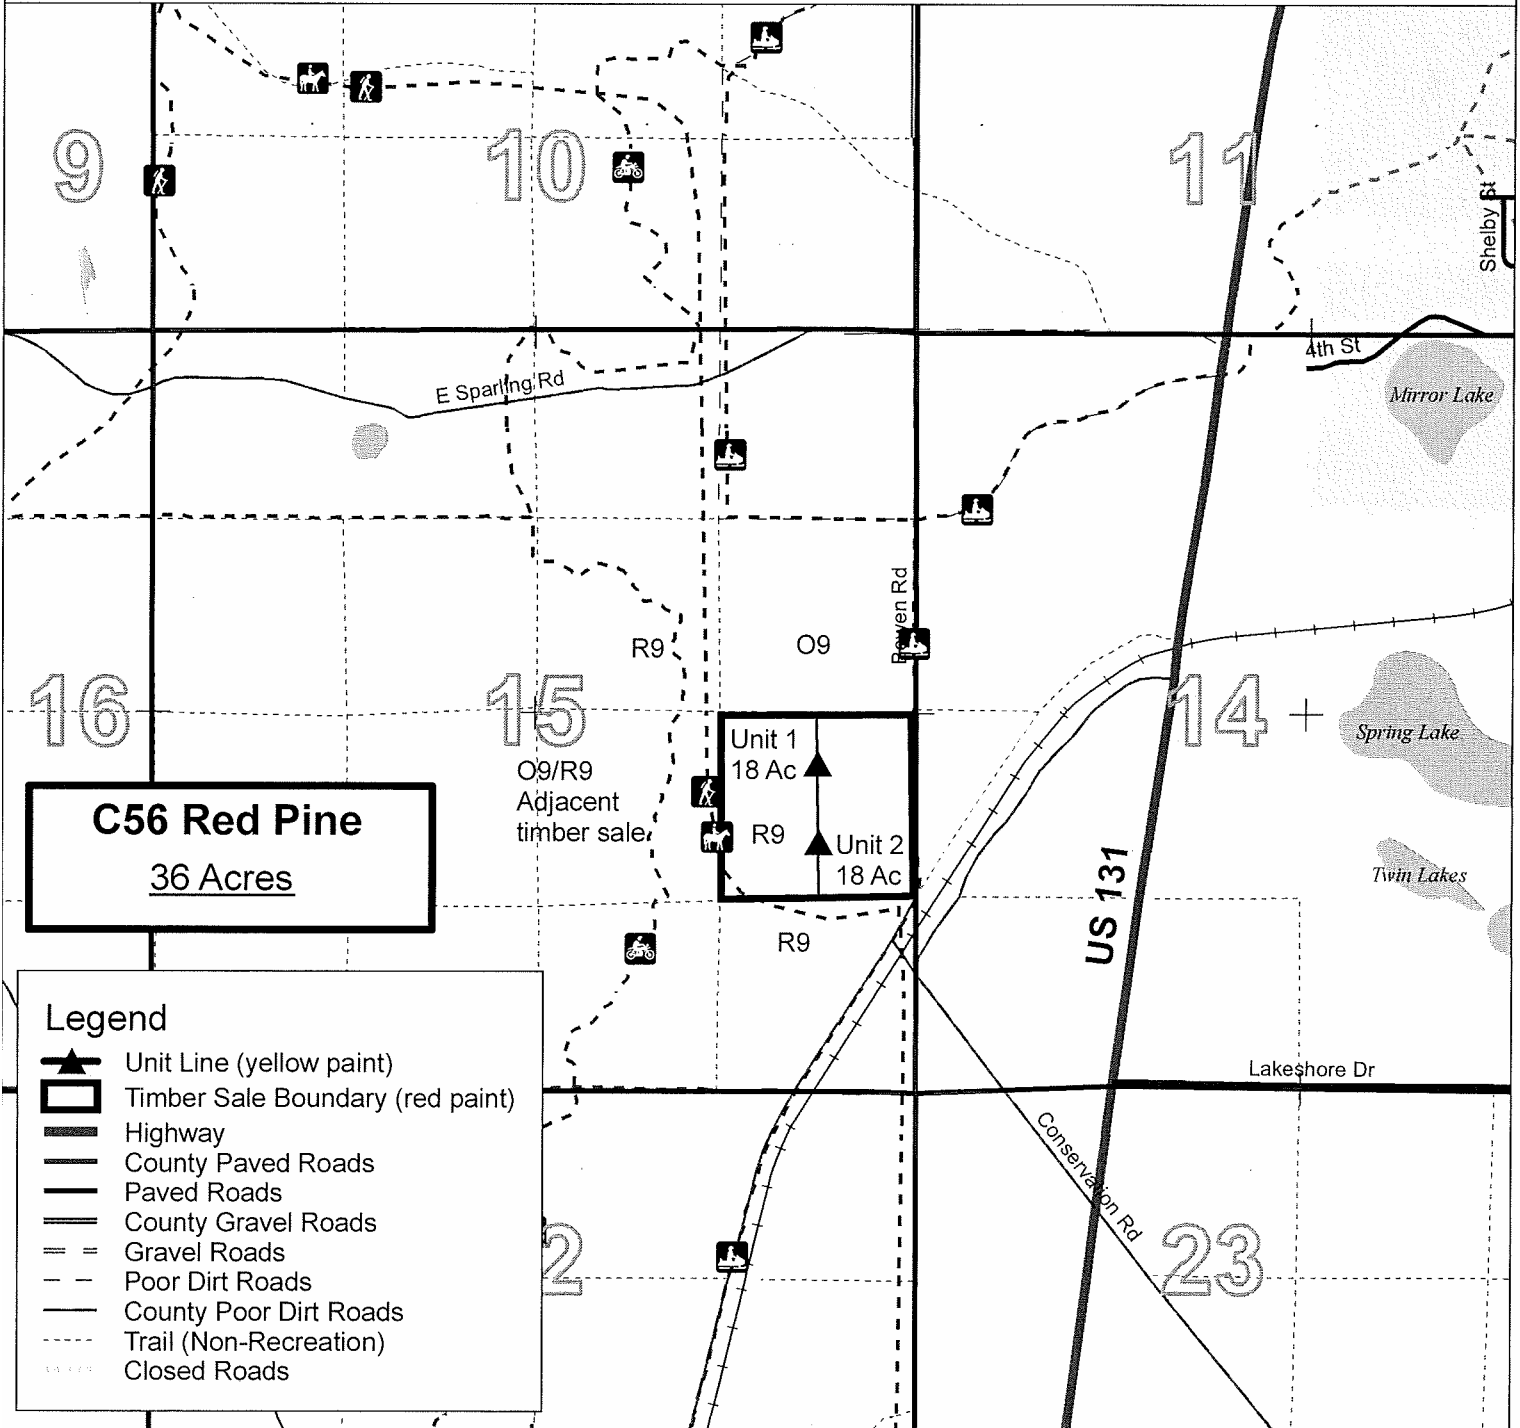 9
10
11
Shelby St
4th St
Mirror Lake
E Sparling Rd
R9
O9
16
15
14
Spring Lake
O9/R9
Adjacent
timber sale
Unit 1
18 Ac
R9
Unit 2
18 Ac
C56 Red Pine
36 Acres
Twin Lakes
US 131
R9
Lakeshore Dr
Conservation Rd
2
23
Legend
Unit Line (yellow paint)
Timber Sale Boundary (red paint)
Highway
County Paved Roads
Paved Roads
County Gravel Roads
Gravel Roads
Poor Dirt Roads
County Poor Dirt Roads
Trail (Non-Recreation)
Closed Roads